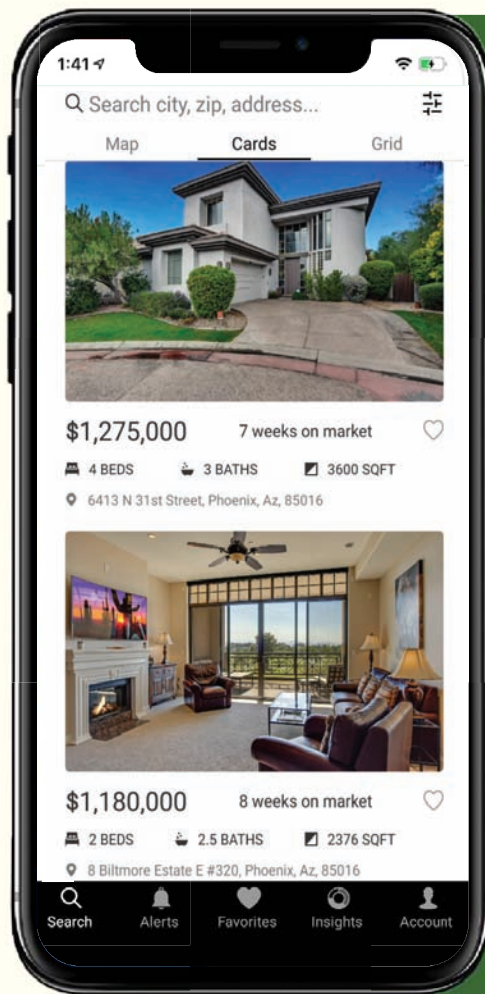 1:41
Search city, zip, address...
Map Cards Grid
$1,275,000 7 weeks on market
4 BEDS 3 BATHS 3600 SQFT
6413 N 31st Street, Phoenix, Az, 85016
$1,180,000 8 weeks on market
2 BEDS 2.5 BATHS 2376 SQFT
8 Biltmore Estate E #320, Phoenix, Az, 85016
Search Alerts Favorites Insights Account